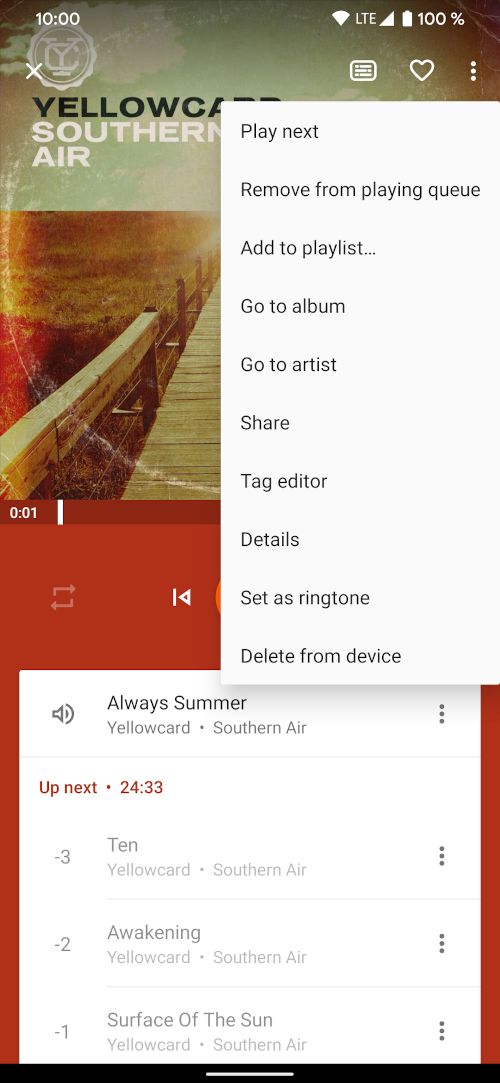 10:00 LTE 100 %
YC
YELLOWCARD
SOUTHERN
AIR
Play next
Remove from playing queue
Add to playlist…
Go to album
Go to artist
Share
Tag editor
Details
Set as ringtone
Delete from device
0:01
Always Summer
Yellowcard • Southern Air
Up next • 24:33
-3 Ten
Yellowcard • Southern Air
-2 Awakening
Yellowcard • Southern Air
-1 Surface Of The Sun
Yellowcard • Southern Air